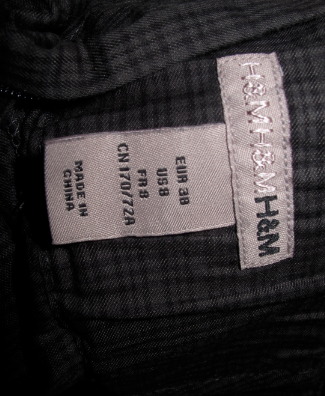 H&M H&M H&M
EUR 38
US 8
FR 8
CN 170/72A
MADE IN
CHINA